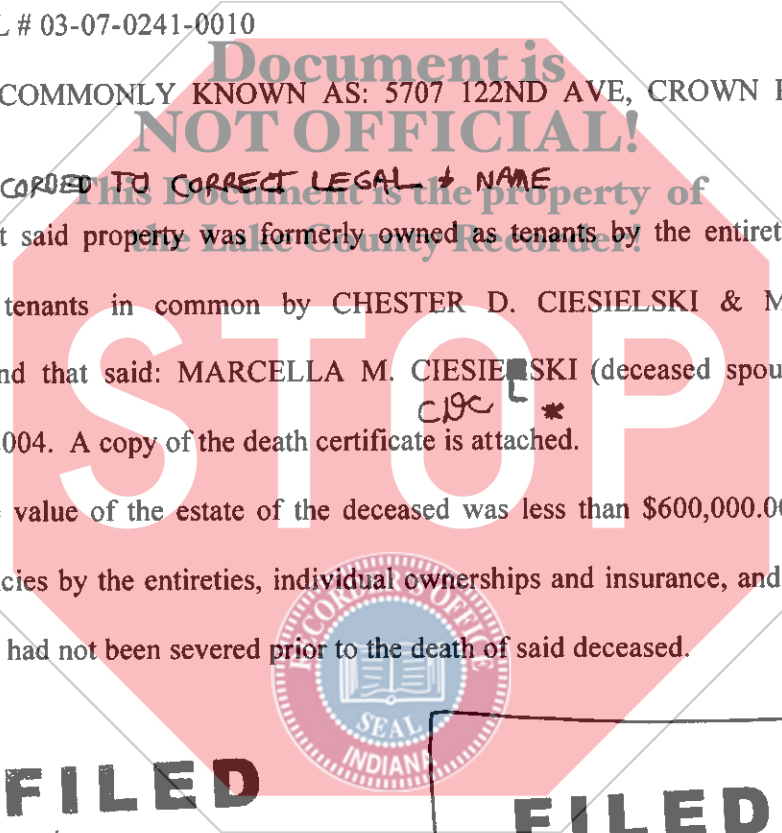 L # 03-07-0241-0010
Document is
COMMONLY KNOWN AS: 5707 122ND AVE, CROWN
NOT OFFICIAL!
CORDED TO CORRECT LEGAL & NAME
This Document is the property of
t said property was formerly owned as tenants by the entiret
the Lake County Recorder!
tenants in common by CHESTER D. CIESIELSKI & M
STOP
nd that said: MARCELLA M. CIESIELSKI (deceased spou
CDC *
004. A copy of the death certificate is attached.
value of the estate of the deceased was less than $600,000.00
cies by the entireties, individual ownerships and insurance, and
had not been severed prior to the death of said deceased.
RECORDER'S OFFICE
SEAL
INDIANA
FILED
FILED